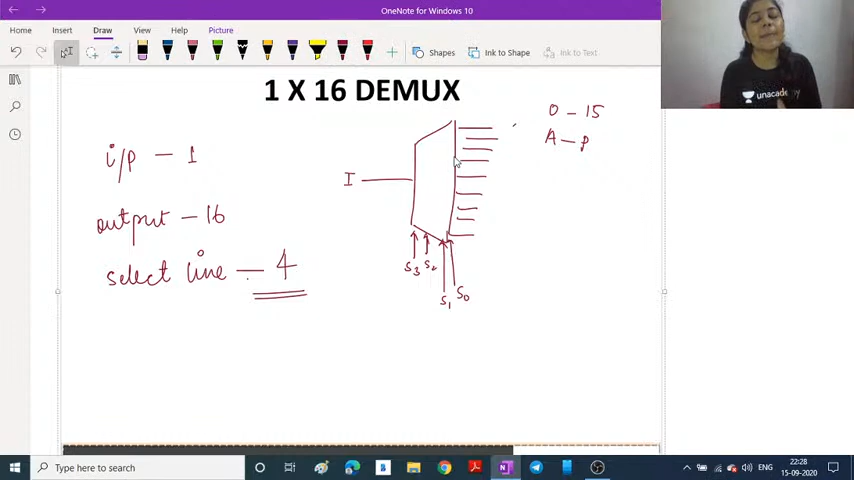 OneNote for Windows 10
Home Insert Draw View Help Picture
Shapes Ink to Shape Ink to Text
unacademy
1 X 16 DEMUX
0 - 15
A - P
i/p - 1
I
output - 16
select line - 4
S3 S2
S1 S0
Type here to search
ENG
22:28
15-09-2020